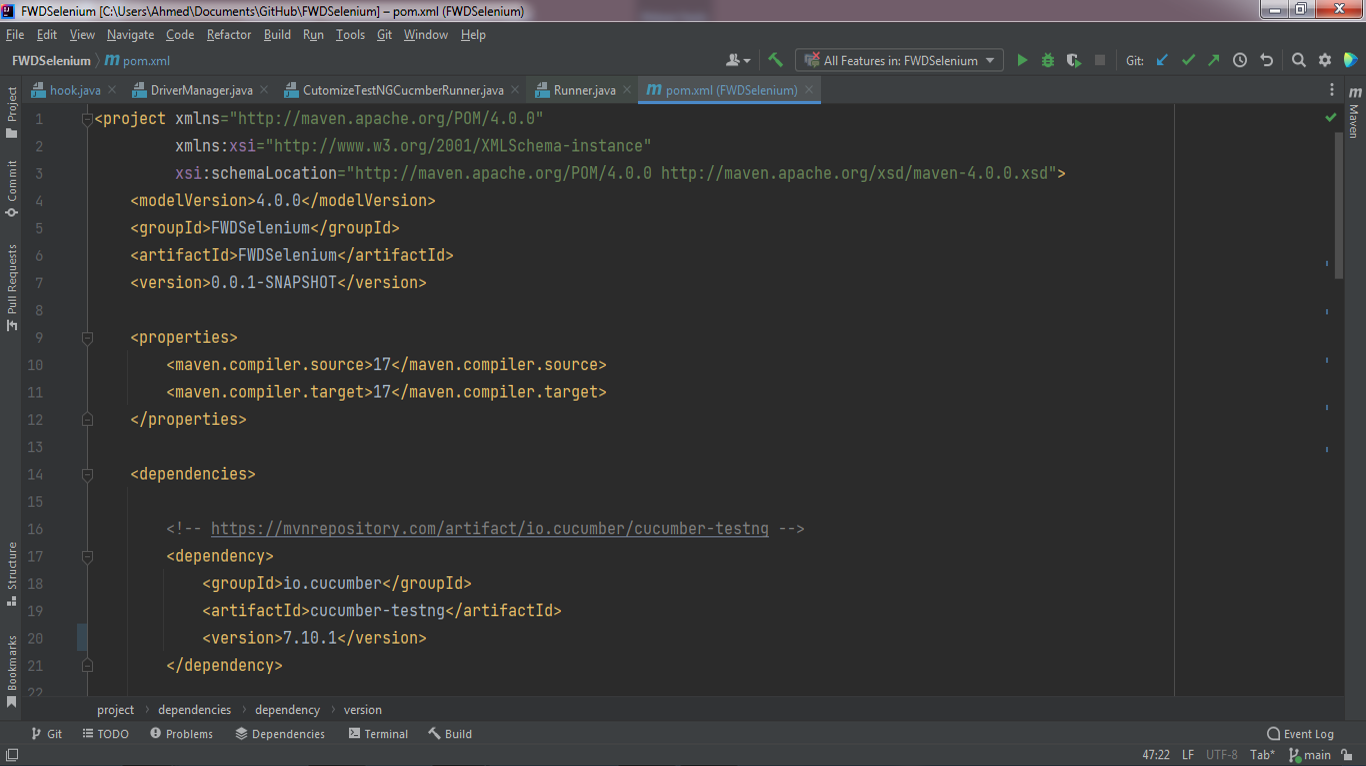 FWDSelenium [C:\Users\Ahmed\Documents\GitHub\FWDSelenium] – pom.xml (FWDSelenium)
File Edit View Navigate Code Refactor Build Run Tools Git Window Help
FWDSelenium pom.xml All Features in: FWDSelenium Git:
hook.java DriverManager.java CutomizeTestNGCucmberRunner.java Runner.java pom.xml (FWDSelenium)
1 <project xmlns="http://maven.apache.org/POM/4.0.0"
2 xmlns:xsi="http://www.w3.org/2001/XMLSchema-instance"
3 xsi:schemaLocation="http://maven.apache.org/POM/4.0.0 http://maven.apache.org/xsd/maven-4.0.0.xsd">
4 <modelVersion>4.0.0</modelVersion>
5 <groupId>FWDSelenium</groupId>
6 <artifactId>FWDSelenium</artifactId>
7 <version>0.0.1-SNAPSHOT</version>
8
9 <properties>
10 <maven.compiler.source>17</maven.compiler.source>
11 <maven.compiler.target>17</maven.compiler.target>
12 </properties>
13
14 <dependencies>
15
16 <!-- https://mvnrepository.com/artifact/io.cucumber/cucumber-testng -->
17 <dependency>
18 <groupId>io.cucumber</groupId>
19 <artifactId>cucumber-testng</artifactId>
20 <version>7.10.1</version>
21 </dependency>
22
Project
Commit
Pull Requests
Structure
Bookmarks
Maven
project dependencies dependency version
Git TODO Problems Dependencies Terminal Build Event Log
47:22 LF UTF-8 Tab* main